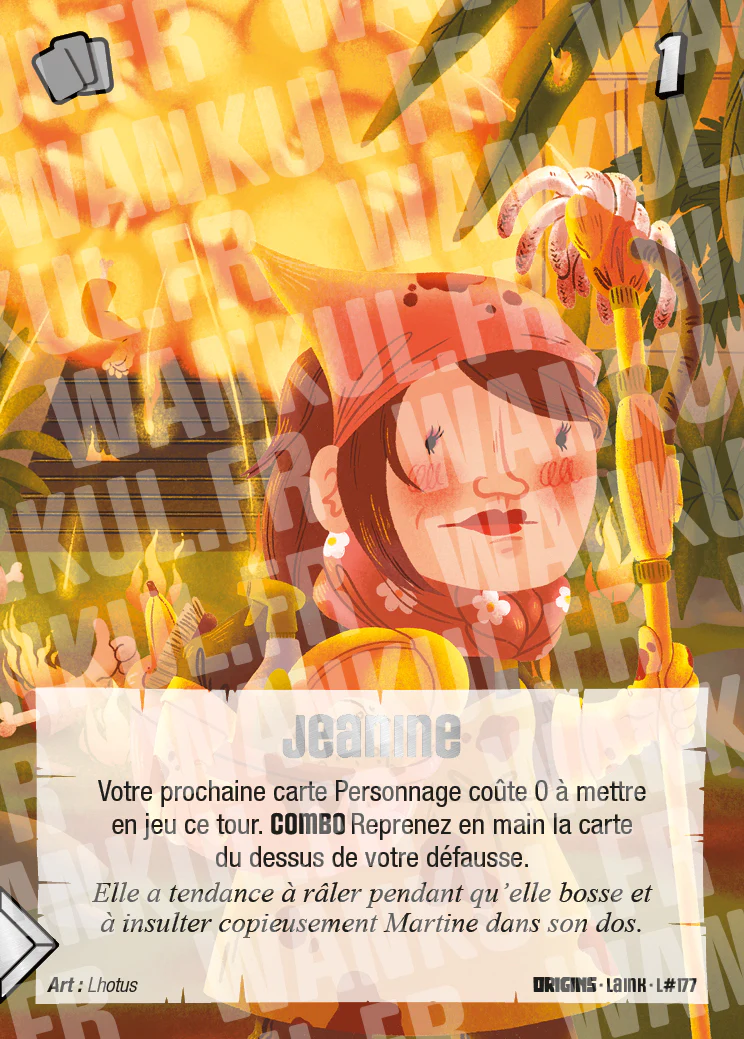 1
Jeanine
Votre prochaine carte Personnage coûte 0 à mettre
en jeu ce tour. COMBO Reprenez en main la carte
du dessus de votre défausse.
Elle a tendance à râler pendant qu'elle bosse et
à insulter copieusement Martine dans son dos.
Art : Lhotus
ORIGINS · Laink · L#177
WANKUL.FR